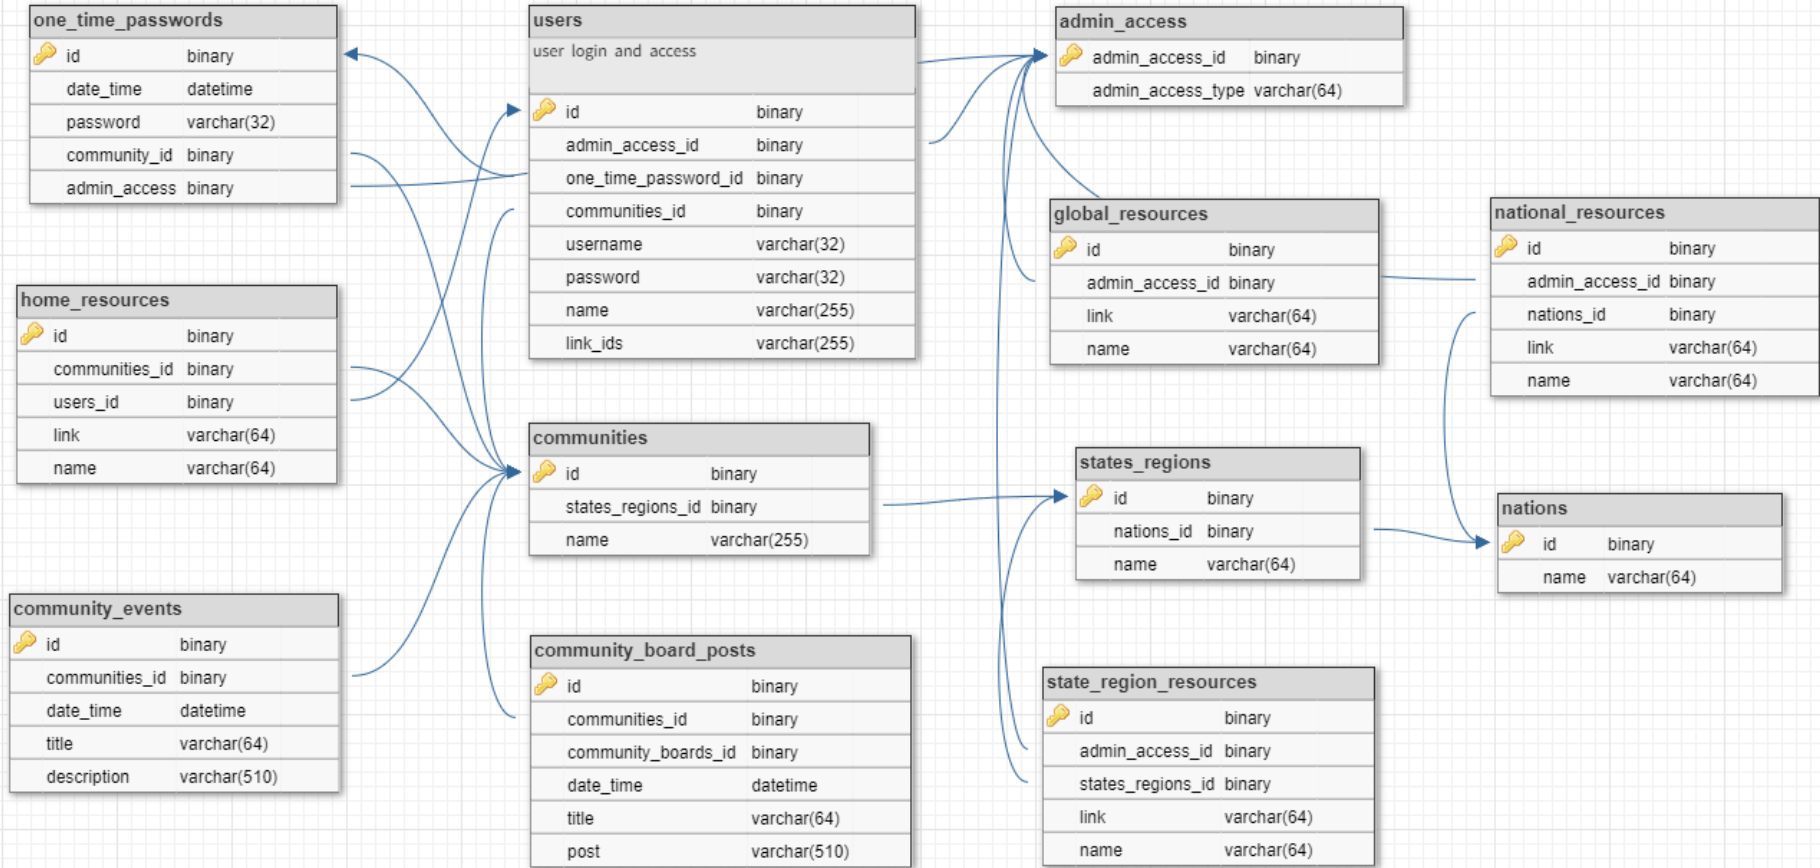 one_time_passwords
id binary
date_time datetime
password varchar(32)
community_id binary
admin_access binary
users
user login and access
id binary
admin_access_id binary
one_time_password_id binary
communities_id binary
username varchar(32)
password varchar(32)
name varchar(255)
link_ids varchar(255)
admin_access
admin_access_id binary
admin_access_type varchar(64)
global_resources
id binary
admin_access_id binary
link varchar(64)
name varchar(64)
national_resources
id binary
admin_access_id binary
nations_id binary
link varchar(64)
name varchar(64)
home_resources
id binary
communities_id binary
users_id binary
link varchar(64)
name varchar(64)
communities
id binary
states_regions_id binary
name varchar(255)
states_regions
id binary
nations_id binary
name varchar(64)
nations
id binary
name varchar(64)
community_events
id binary
communities_id binary
date_time datetime
title varchar(64)
description varchar(510)
community_board_posts
id binary
communities_id binary
community_boards_id binary
date_time datetime
title varchar(64)
post varchar(510)
state_region_resources
id binary
admin_access_id binary
states_regions_id binary
link varchar(64)
name varchar(64)